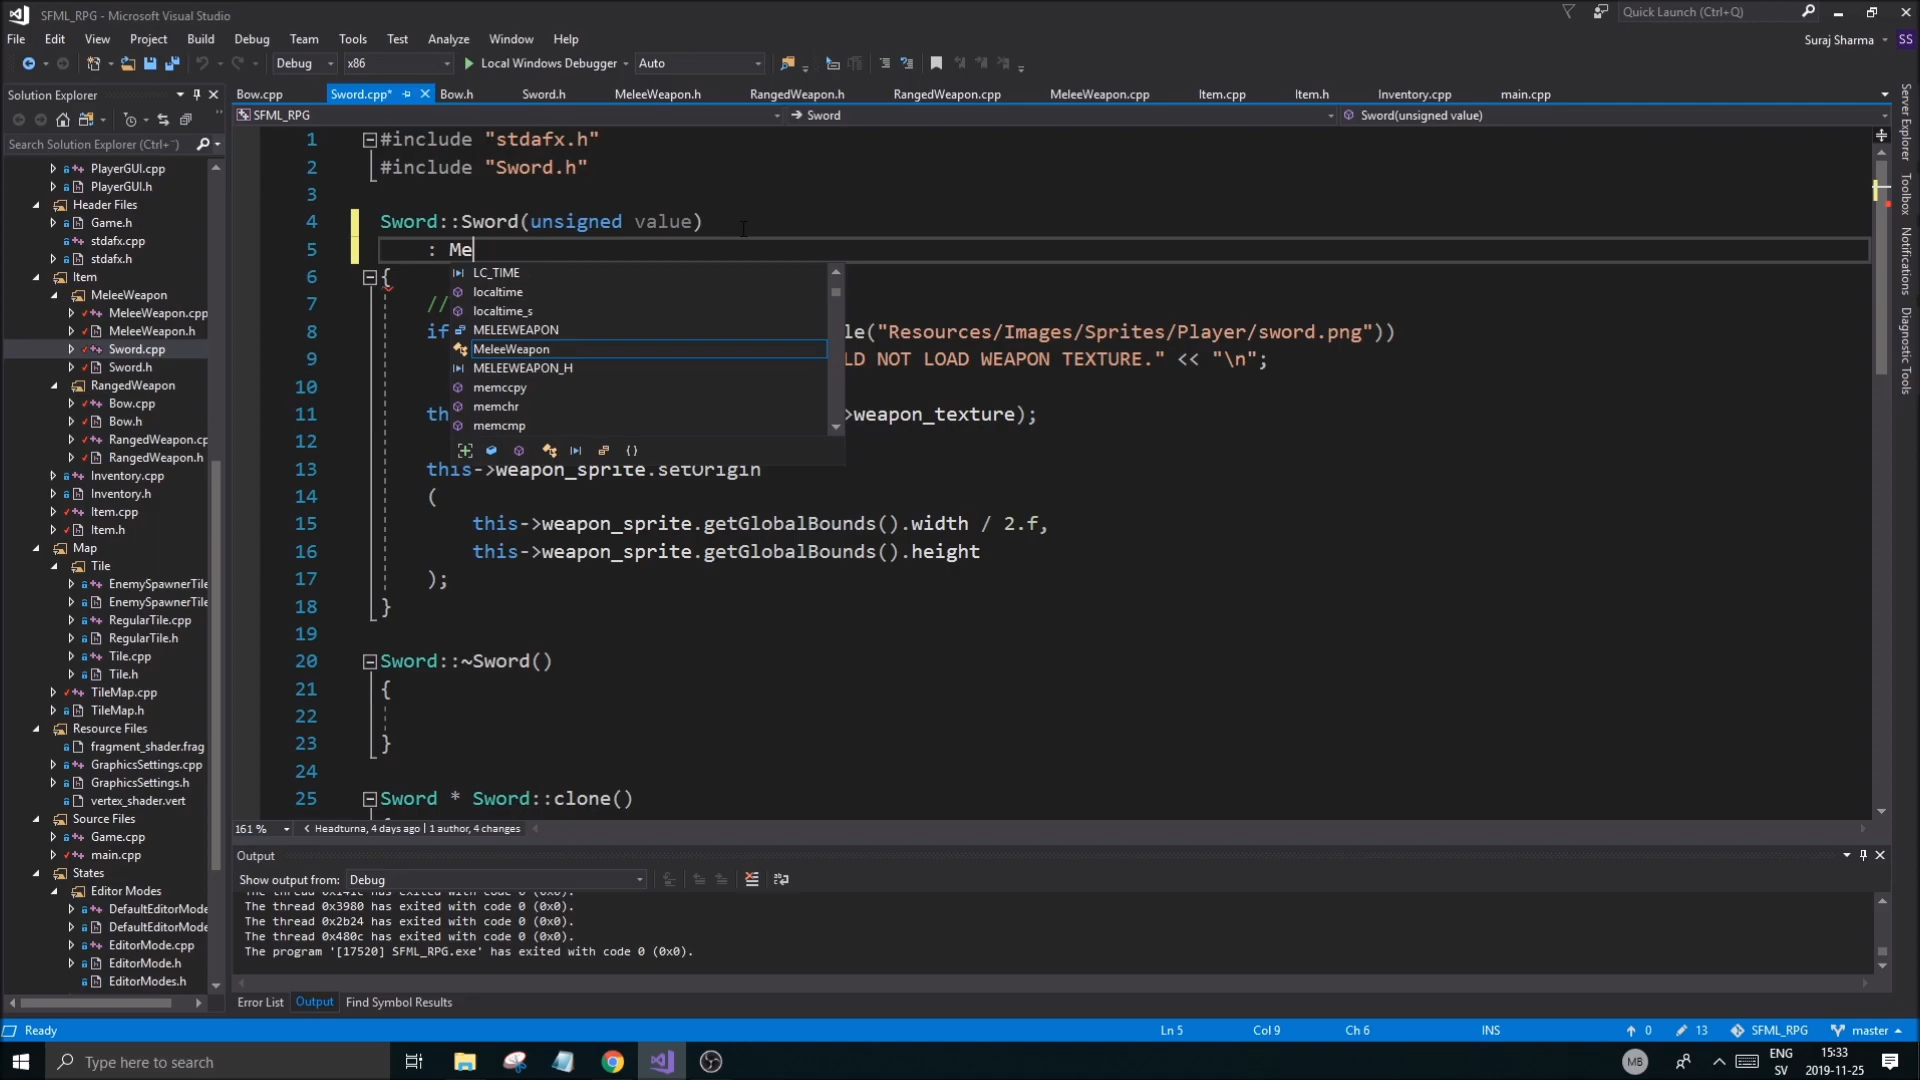 SFML_RPG - Microsoft Visual Studio
Quick Launch (Ctrl+Q)
File Edit View Project Build Debug Team Tools Test Analyze Window Help
Suraj Sharma SS
Debug x86 Local Windows Debugger Auto
Solution Explorer
Bow.cpp Sword.cpp* Bow.h Sword.h MeleeWeapon.h RangedWeapon.h RangedWeapon.cpp MeleeWeapon.cpp Item.cpp Item.h Inventory.cpp main.cpp
SFML_RPG Sword Sword(unsigned value)
Search Solution Explorer (Ctrl+
PlayerGUI.cpp
PlayerGUI.h
Header Files
Game.h
stdafx.cpp
stdafx.h
Item
MeleeWeapon
MeleeWeapon.cpp
MeleeWeapon.h
Sword.cpp
Sword.h
RangedWeapon
Bow.cpp
Bow.h
RangedWeapon.cp
RangedWeapon.h
Inventory.cpp
Inventory.h
Item.cpp
Item.h
Map
Tile
EnemySpawnerTile
EnemySpawnerTile
RegularTile.cpp
RegularTile.h
Tile.cpp
Tile.h
TileMap.cpp
TileMap.h
Resource Files
fragment_shader.frag
GraphicsSettings.cpp
GraphicsSettings.h
vertex_shader.vert
Source Files
Game.cpp
main.cpp
States
Editor Modes
DefaultEditorMode
DefaultEditorMode
EditorMode.cpp
EditorMode.h
EditorModes.h
1 #include "stdafx.h"
2 #include "Sword.h"
3
4 Sword::Sword(unsigned value)
5 : Me
6 {
7 //
8 if le("Resources/Images/Sprites/Player/sword.png"))
9 LD NOT LOAD WEAPON TEXTURE." << "\n";
10
11 th >weapon_texture);
12
13 this->weapon_sprite.setOrigin
14 (
15 this->weapon_sprite.getGlobalBounds().width / 2.f,
16 this->weapon_sprite.getGlobalBounds().height
17 );
18 }
19
20 Sword::~Sword()
21 {
22
23 }
24
25 Sword * Sword::clone()
LC_TIME
localtime
localtime_s
MELEEWEAPON
MeleeWeapon
MELEEWEAPON_H
memccpy
memchr
memcmp
161 % Headturna, 4 days ago | 1 author, 4 changes
Output
Show output from: Debug
The thread 0x3980 has exited with code 0 (0x0).
The thread 0x2b24 has exited with code 0 (0x0).
The thread 0x480c has exited with code 0 (0x0).
The program '[17520] SFML_RPG.exe' has exited with code 0 (0x0).
Error List Output Find Symbol Results
Server Explorer
Toolbox
Notifications
Diagnostic Tools
Ready Ln 5 Col 9 Ch 6 INS 0 13 SFML_RPG master
Type here to search
MB
ENG
SV
15:33
2019-11-25